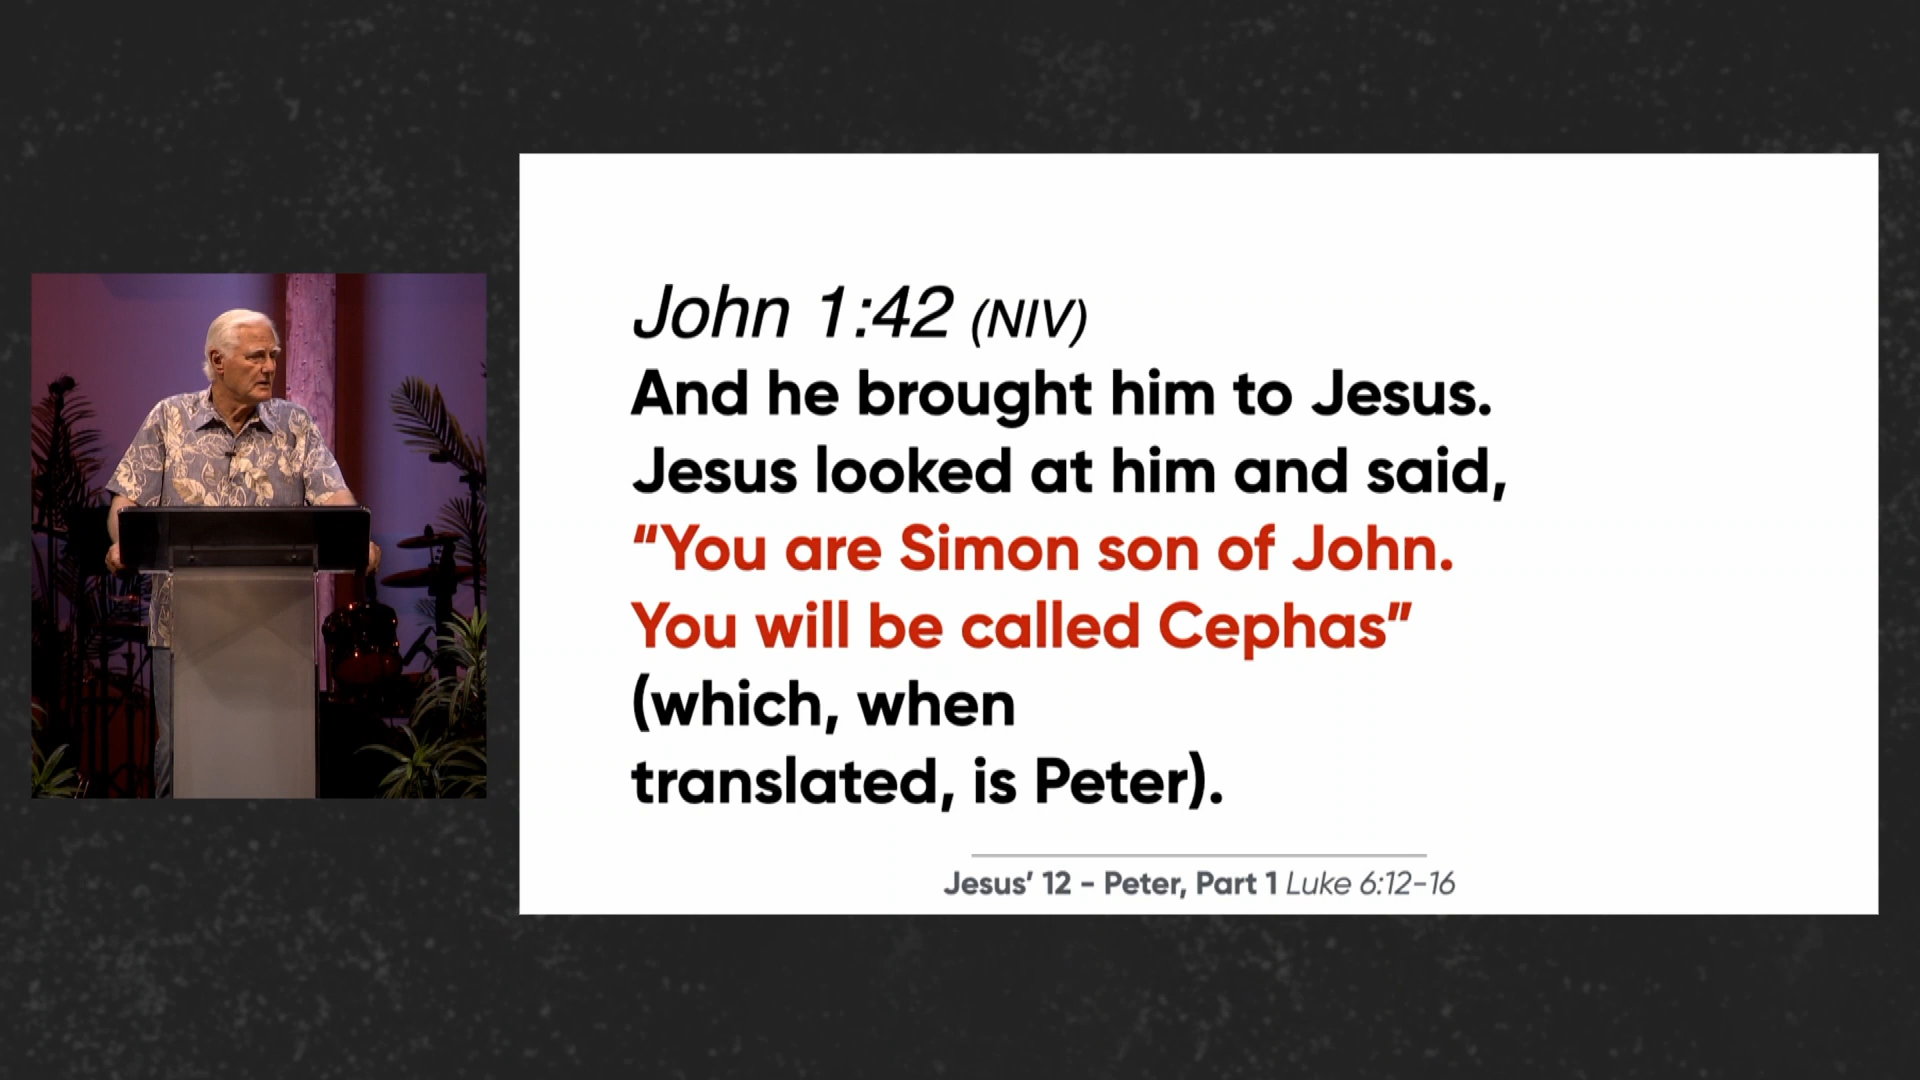 John 1:42 (NIV)
And he brought him to Jesus.
Jesus looked at him and said,
“You are Simon son of John.
You will be called Cephas”
(which, when
translated, is Peter).
Jesus’ 12 - Peter, Part 1 Luke 6:12-16